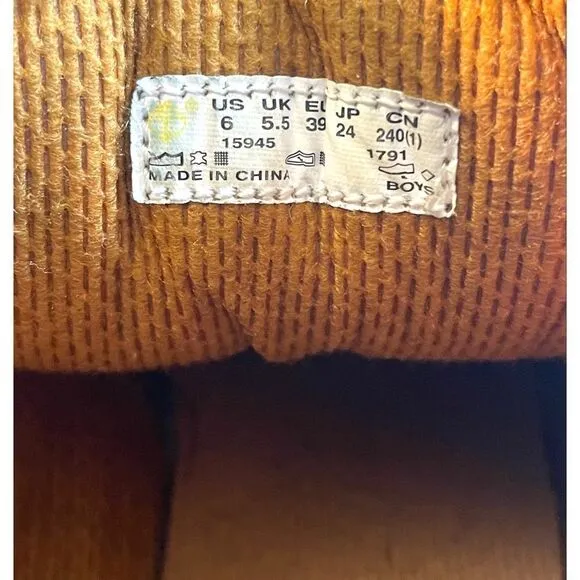 US UK EU JP CN
6 5.5 39 24 240(1)
15945 1791
MADE IN CHINA BOYS